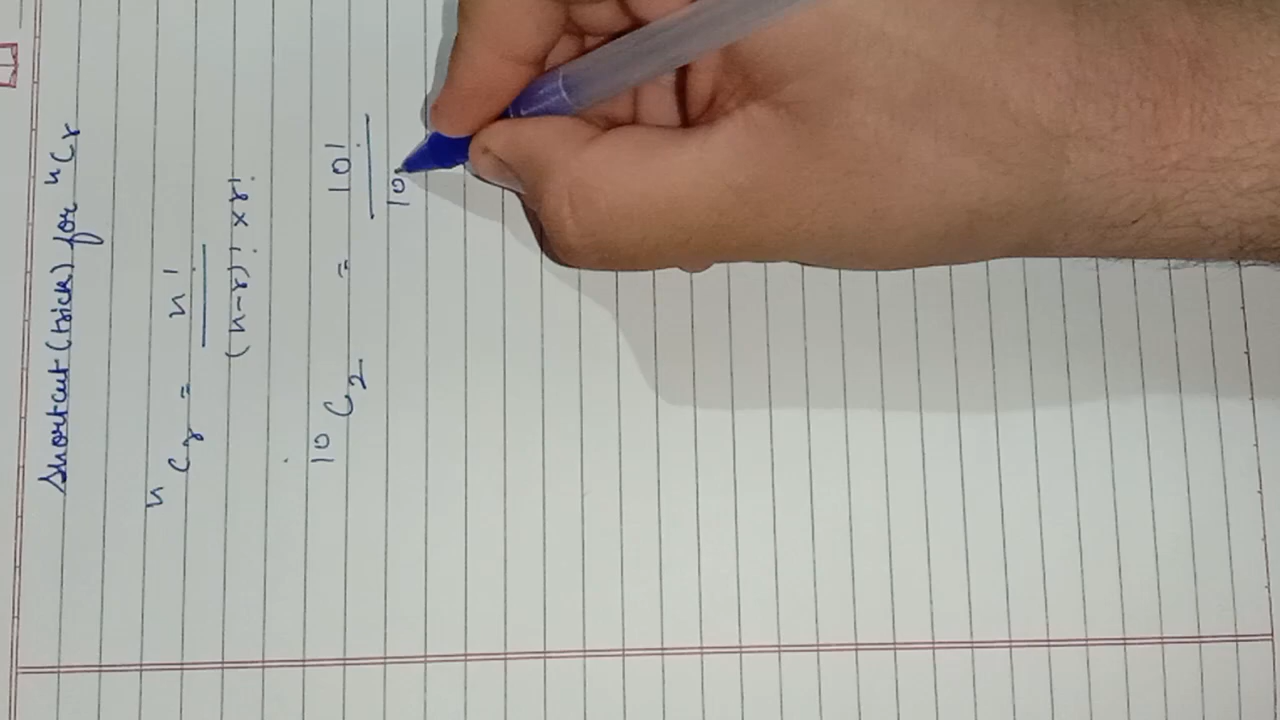 Shortcut (trick) for ⁿCᵣ
ⁿCᵣ = n!
(n-r)! × r!
¹⁰C₂ = 10!
10